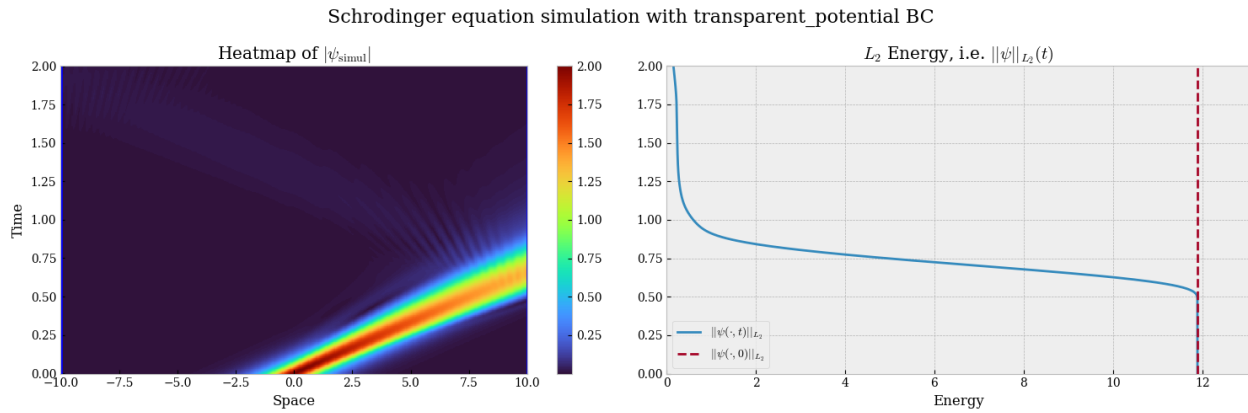 Schrodinger equation simulation with transparent_potential BC
Heatmap of |ψ_simul|
2.00
1.75
1.50
1.25
1.00
0.75
0.50
0.25
0.00
Time
−10.0 −7.5 −5.0 −2.5 0.0 2.5 5.0 7.5 10.0
Space
2.00
1.75
1.50
1.25
1.00
0.75
0.50
0.25
L₂ Energy, i.e. ||ψ||_L₂(t)
2.00
1.75
1.50
1.25
1.00
0.75
0.50
0.25
0.00
||ψ(·, t)||_L₂
||ψ(·, 0)||_L₂
0 2 4 6 8 10 12
Energy